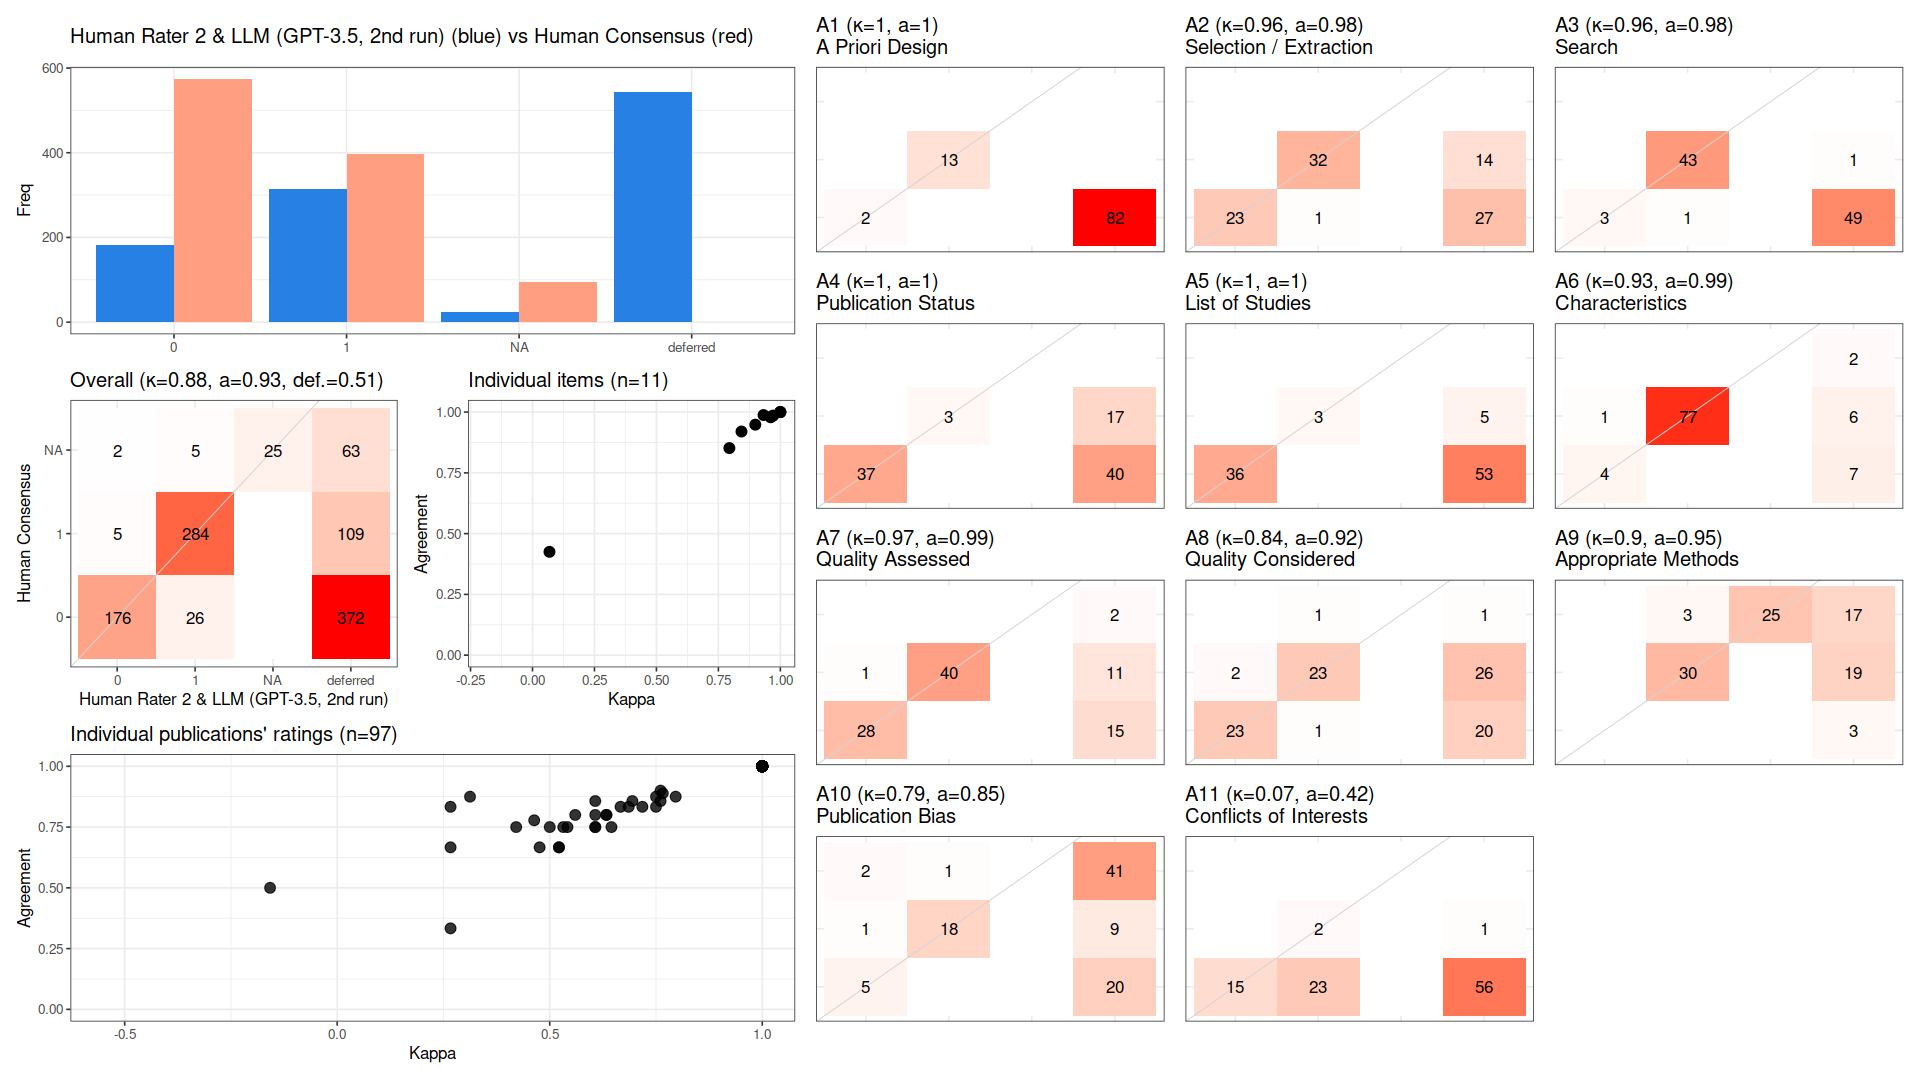 Human Rater 2 & LLM (GPT-3.5, 2nd run) (blue) vs Human Consensus (red)
Freq
600
400
200
0
0 1 NA deferred
Overall (κ=0.88, a=0.93, def.=0.51)
Human Consensus
NA 2 5 25 63
1 5 284 109
0 176 26 372
0 1 NA deferred
Human Rater 2 & LLM (GPT-3.5, 2nd run)
Individual items (n=11)
Agreement
1.00
0.75
0.50
0.25
0.00
-0.25 0.00 0.25 0.50 0.75 1.00
Kappa
Individual publications' ratings (n=97)
Agreement
1.00
0.75
0.50
0.25
0.00
-0.5 0.0 0.5 1.0
Kappa
A1 (κ=1, a=1)
A Priori Design
13
2 82
A2 (κ=0.96, a=0.98)
Selection / Extraction
32 14
23 1 27
A3 (κ=0.96, a=0.98)
Search
43 1
3 1 49
A4 (κ=1, a=1)
Publication Status
3 17
37 40
A5 (κ=1, a=1)
List of Studies
3 5
36 53
A6 (κ=0.93, a=0.99)
Characteristics
2
1 77 6
4 7
A7 (κ=0.97, a=0.99)
Quality Assessed
2
1 40 11
28 15
A8 (κ=0.84, a=0.92)
Quality Considered
1 1
2 23 26
23 1 20
A9 (κ=0.9, a=0.95)
Appropriate Methods
3 25 17
30 19
3
A10 (κ=0.79, a=0.85)
Publication Bias
2 1 41
1 18 9
5 20
A11 (κ=0.07, a=0.42)
Conflicts of Interests
2 1
15 23 56